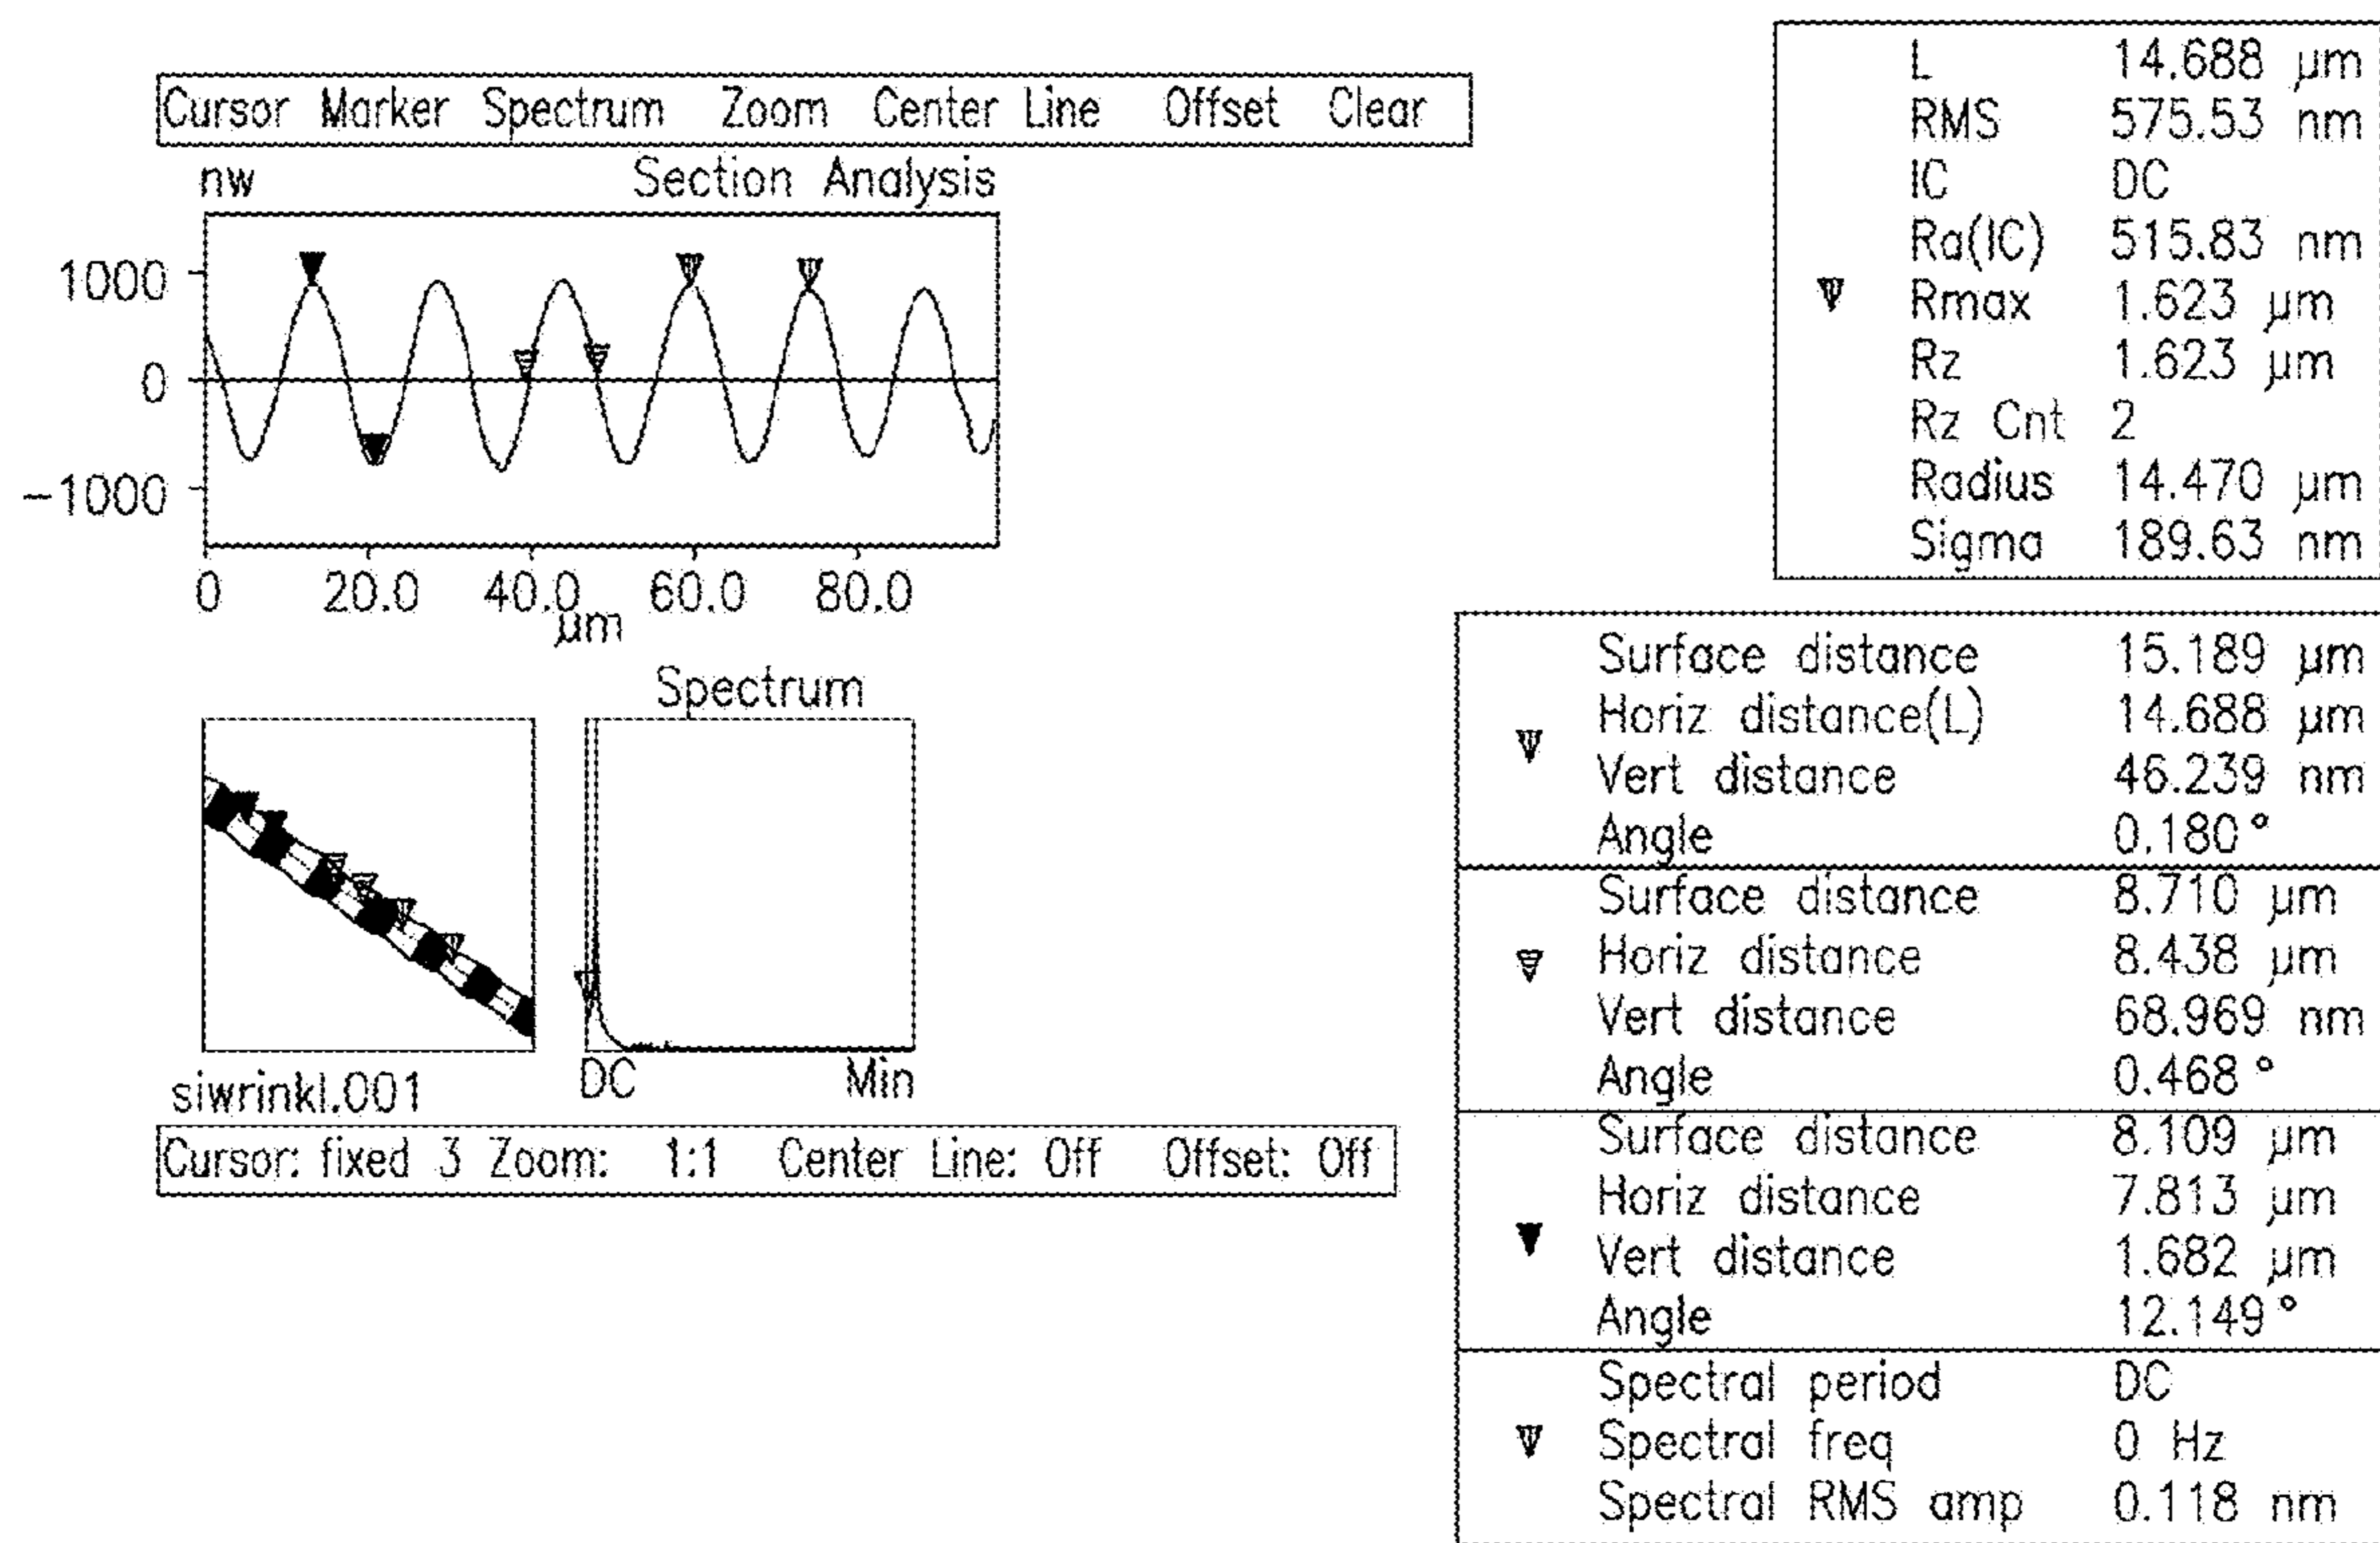 Cursor Marker Spectrum Zoom Center Line Offset Clear
nw Section Analysis
1000
0
-1000
0 20.0 40.0 60.0 80.0
µm
Spectrum
DC Min
siwrinkl.001
Cursor: fixed 3 Zoom: 1:1 Center Line: Off Offset: Off
L 14.688 µm
RMS 575.53 nm
IC DC
Ra(IC) 515.83 nm
Rmax 1.623 µm
Rz 1.623 µm
Rz Cnt 2
Radius 14.470 µm
Sigma 189.63 nm
Surface distance 15.189 µm
Horiz distance(L) 14.688 µm
Vert distance 46.239 nm
Angle 0.180°
Surface distance 8.710 µm
Horiz distance 8.438 µm
Vert distance 68.969 nm
Angle 0.468°
Surface distance 8.109 µm
Horiz distance 7.813 µm
Vert distance 1.682 µm
Angle 12.149°
Spectral period DC
Spectral freq 0 Hz
Spectral RMS amp 0.118 nm